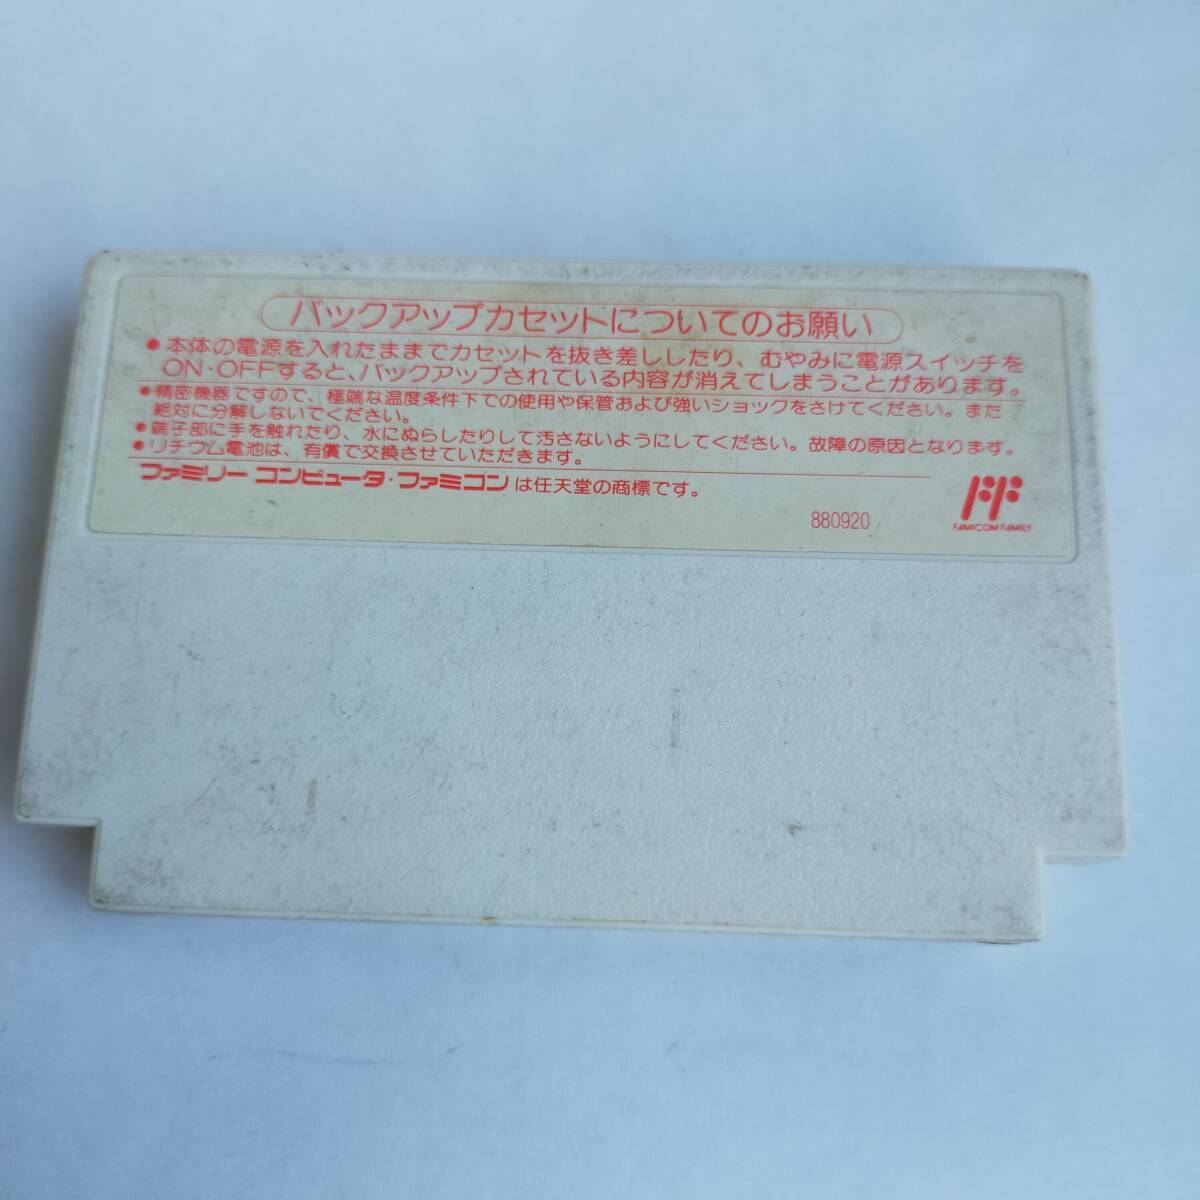 バックアップカセットについてのお願い
●本体の電源を入れたままでカセットを抜き差ししたり、むやみに電源スイッチを
ON・OFFすると、バックアップされている内容が消えてしまうことがあります。
●精密機器ですので、極端な温度条件下での使用や保管および強いショックをさけてください。また
絶対に分解しないでください。
●端子部に手を触れたり、水にぬらしたりして汚さないようにしてください。故障の原因となります。
●リチウム電池は、有償で交換させていただきます。
ファミリー コンピュータ・ファミコンは任天堂の商標です。
880920
FAMICOM FAMILY